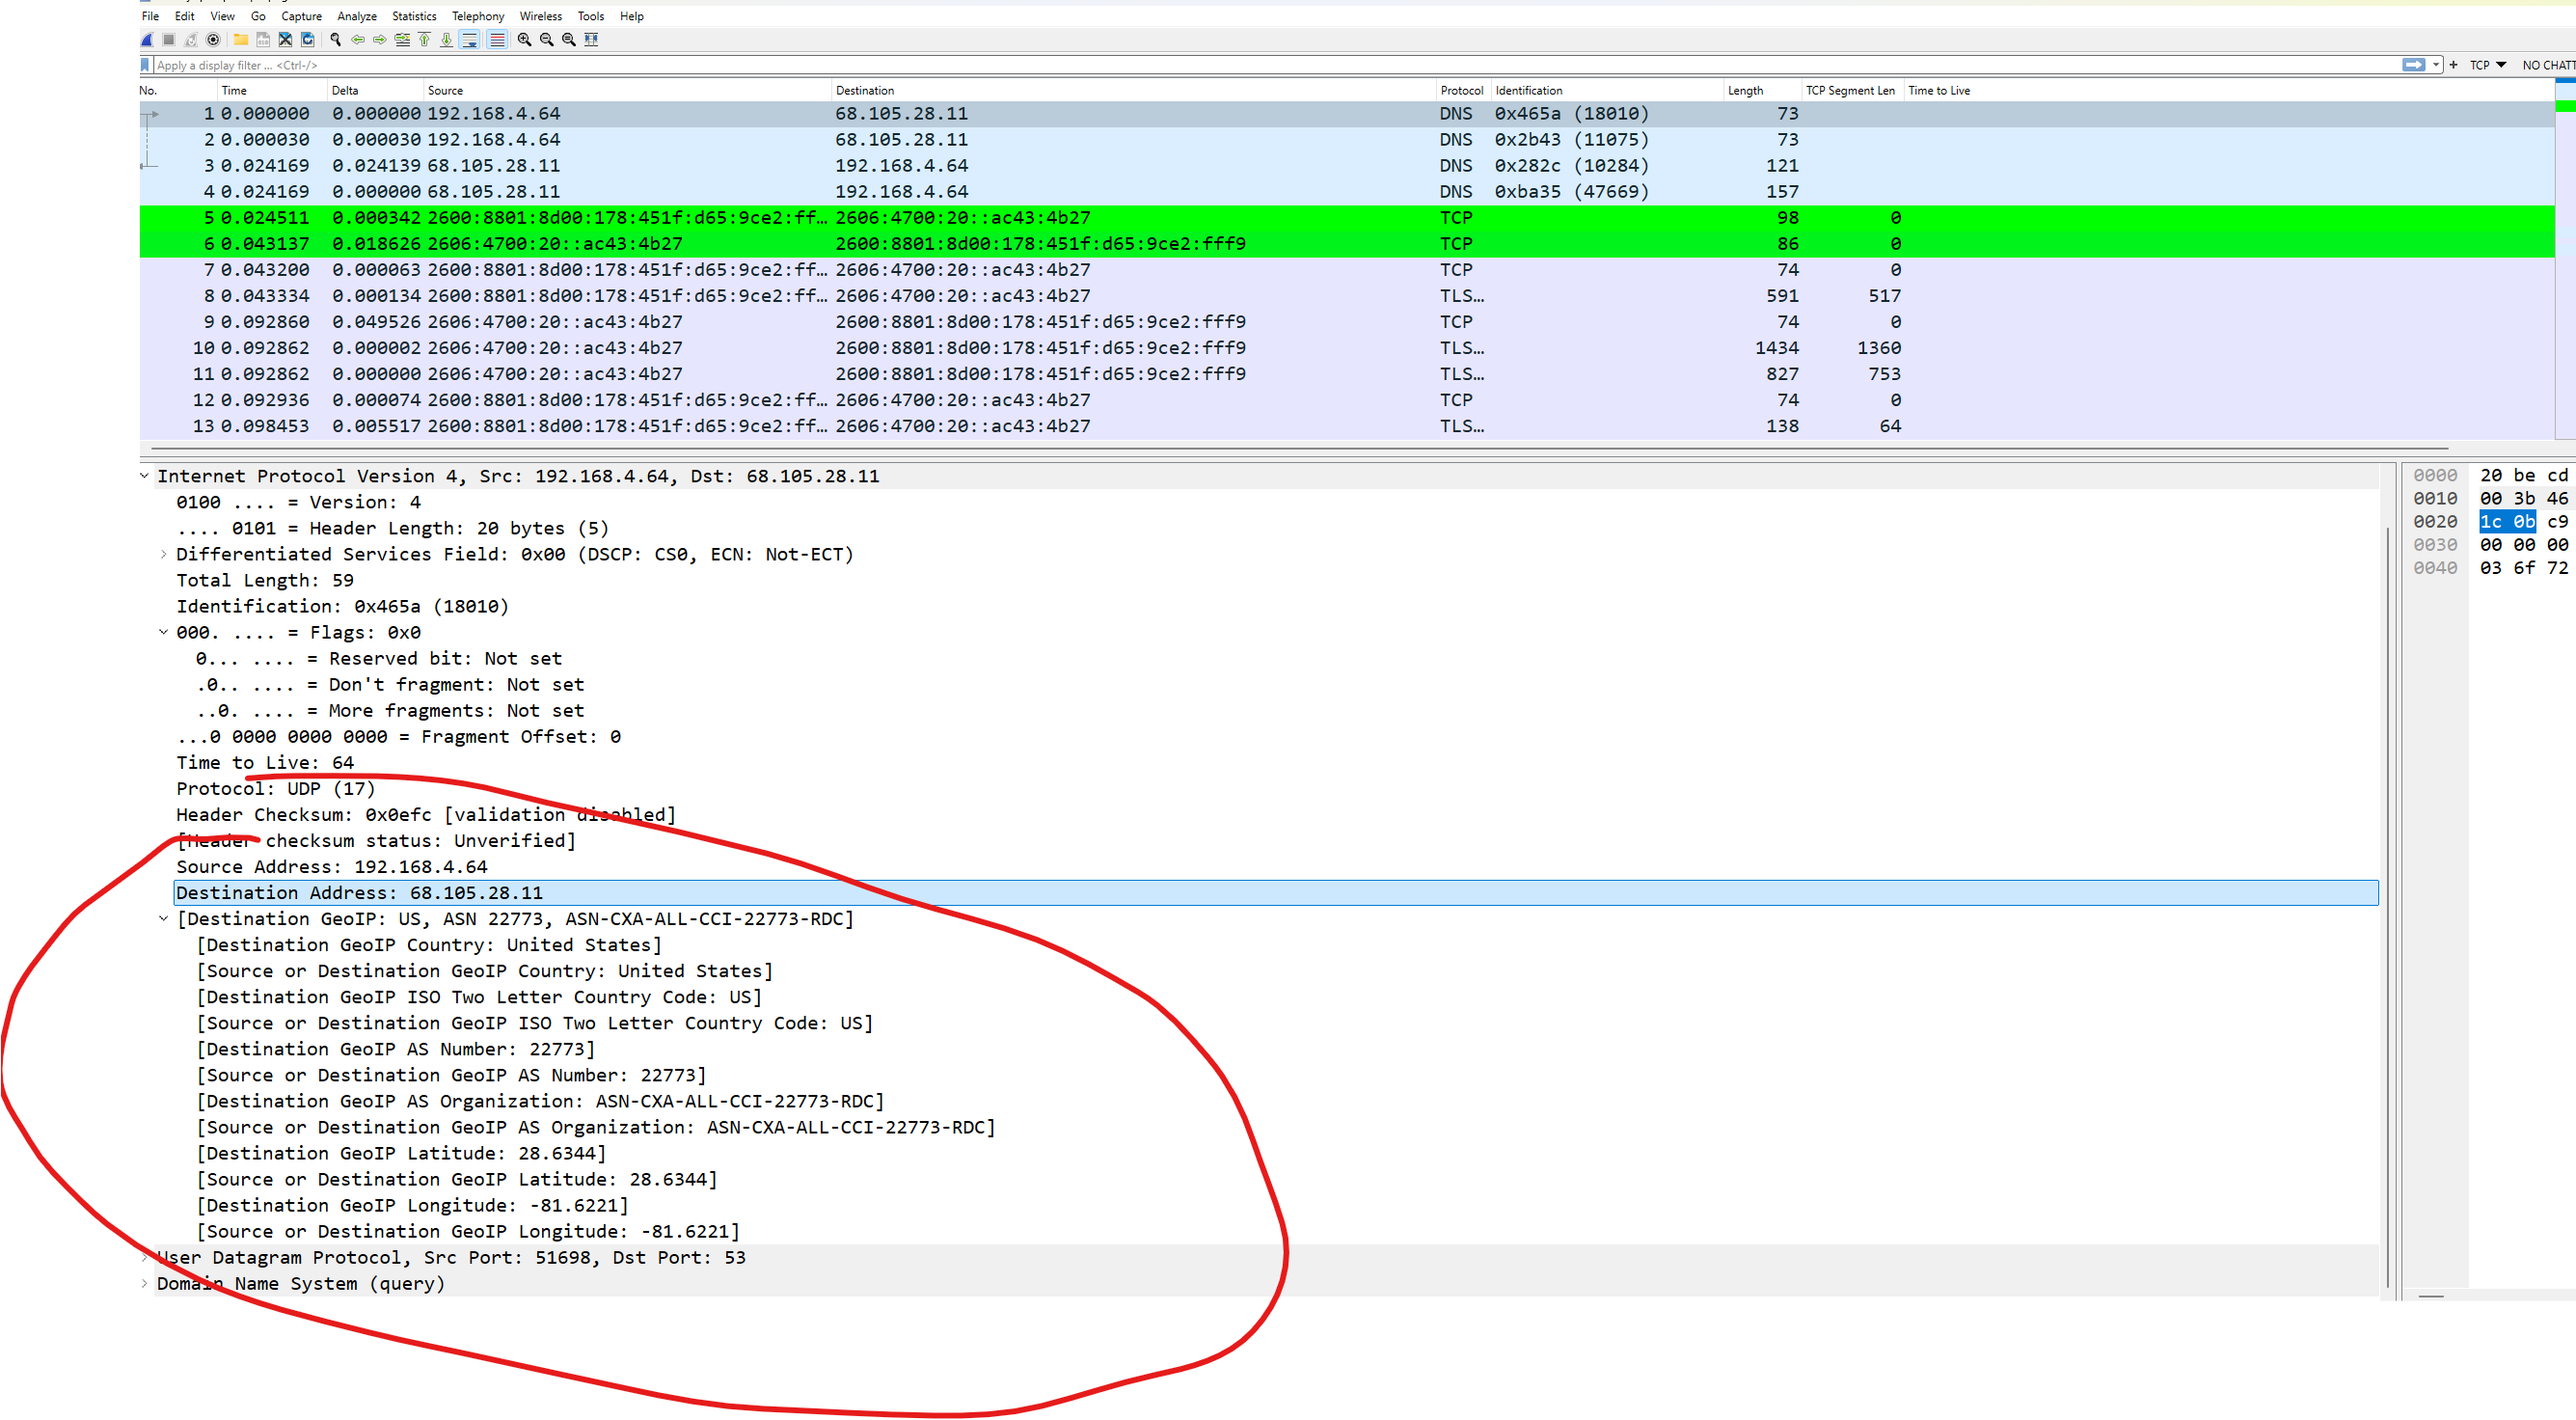 File Edit View Go Capture Analyze Statistics Telephony Wireless Tools Help
Apply a display filter ... <Ctrl-/>
+ TCP NO CHATT
No. Time Delta Source Destination Protocol Identification Length TCP Segment Len Time to Live
1 0.000000 0.000000 192.168.4.64 68.105.28.11 DNS 0x465a (18010) 73
2 0.000030 0.000030 192.168.4.64 68.105.28.11 DNS 0x2b43 (11075) 73
3 0.024169 0.024139 68.105.28.11 192.168.4.64 DNS 0x282c (10284) 121
4 0.024169 0.000000 68.105.28.11 192.168.4.64 DNS 0xba35 (47669) 157
5 0.024511 0.000342 2600:8801:8d00:178:451f:d65:9ce2:ff… 2606:4700:20::ac43:4b27 TCP 98 0
6 0.043137 0.018626 2606:4700:20::ac43:4b27 2600:8801:8d00:178:451f:d65:9ce2:fff9 TCP 86 0
7 0.043200 0.000063 2600:8801:8d00:178:451f:d65:9ce2:ff… 2606:4700:20::ac43:4b27 TCP 74 0
8 0.043334 0.000134 2600:8801:8d00:178:451f:d65:9ce2:ff… 2606:4700:20::ac43:4b27 TLS… 591 517
9 0.092860 0.049526 2606:4700:20::ac43:4b27 2600:8801:8d00:178:451f:d65:9ce2:fff9 TCP 74 0
10 0.092862 0.000002 2606:4700:20::ac43:4b27 2600:8801:8d00:178:451f:d65:9ce2:fff9 TLS… 1434 1360
11 0.092862 0.000000 2606:4700:20::ac43:4b27 2600:8801:8d00:178:451f:d65:9ce2:fff9 TLS… 827 753
12 0.092936 0.000074 2600:8801:8d00:178:451f:d65:9ce2:ff… 2606:4700:20::ac43:4b27 TCP 74 0
13 0.098453 0.005517 2600:8801:8d00:178:451f:d65:9ce2:ff… 2606:4700:20::ac43:4b27 TLS… 138 64
Internet Protocol Version 4, Src: 192.168.4.64, Dst: 68.105.28.11
0100 .... = Version: 4
.... 0101 = Header Length: 20 bytes (5)
Differentiated Services Field: 0x00 (DSCP: CS0, ECN: Not-ECT)
Total Length: 59
Identification: 0x465a (18010)
000. .... = Flags: 0x0
0... .... = Reserved bit: Not set
.0.. .... = Don't fragment: Not set
..0. .... = More fragments: Not set
...0 0000 0000 0000 = Fragment Offset: 0
Time to Live: 64
Protocol: UDP (17)
Header Checksum: 0x0efc [validation disabled]
[Header checksum status: Unverified]
Source Address: 192.168.4.64
Destination Address: 68.105.28.11
[Destination GeoIP: US, ASN 22773, ASN-CXA-ALL-CCI-22773-RDC]
[Destination GeoIP Country: United States]
[Source or Destination GeoIP Country: United States]
[Destination GeoIP ISO Two Letter Country Code: US]
[Source or Destination GeoIP ISO Two Letter Country Code: US]
[Destination GeoIP AS Number: 22773]
[Source or Destination GeoIP AS Number: 22773]
[Destination GeoIP AS Organization: ASN-CXA-ALL-CCI-22773-RDC]
[Source or Destination GeoIP AS Organization: ASN-CXA-ALL-CCI-22773-RDC]
[Destination GeoIP Latitude: 28.6344]
[Source or Destination GeoIP Latitude: 28.6344]
[Destination GeoIP Longitude: -81.6221]
[Source or Destination GeoIP Longitude: -81.6221]
User Datagram Protocol, Src Port: 51698, Dst Port: 53
Domain Name System (query)
0000 20 be cd
0010 00 3b 46
0020 1c 0b c9
0030 00 00 00
0040 03 6f 72